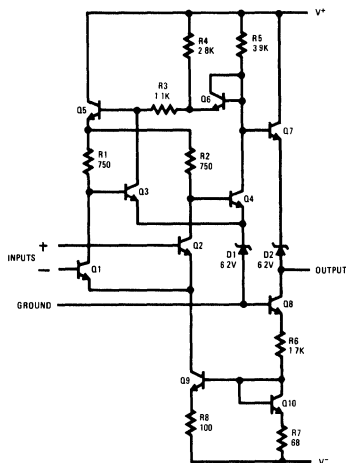 V+
R4
2.8K
R5
3.9K
R3
1.1K
Q6
Q5
Q7
R1
750
R2
750
Q3
Q4
+
INPUTS
−
Q2
Q1
D1
6.2V
D2
6.2V
OUTPUT
GROUND
Q8
R6
1.7K
Q9
Q10
R8
100
R7
68
V−